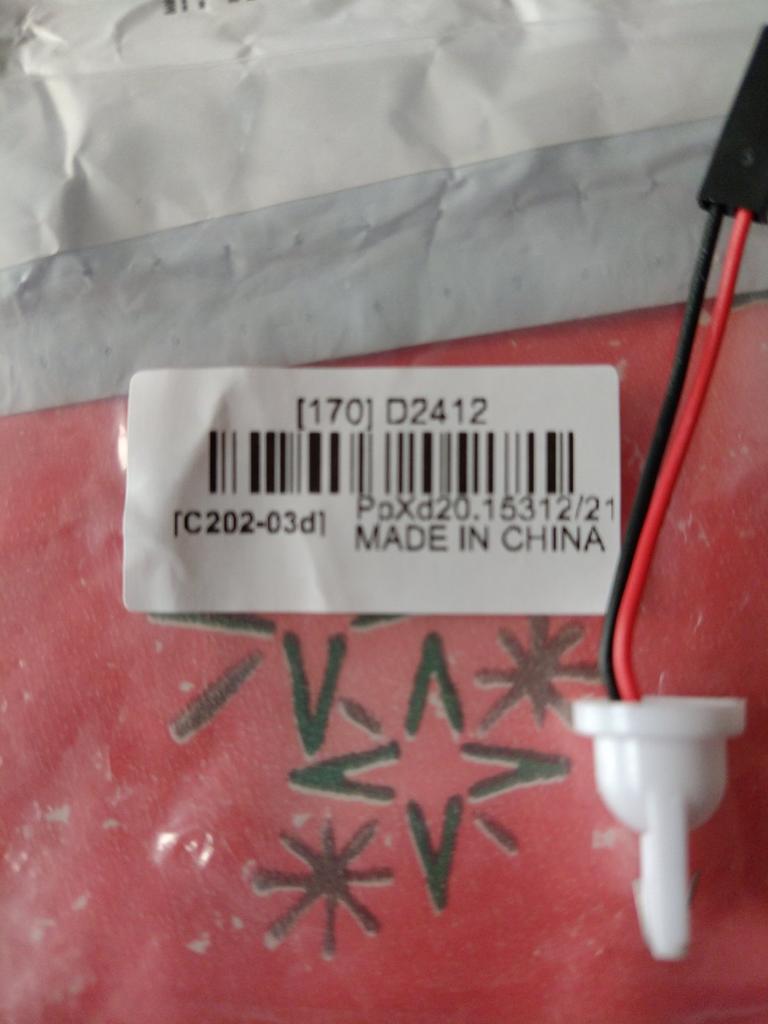 [170] D2412
PpXd20.15312/21
[C202-03d]
MADE IN CHINA